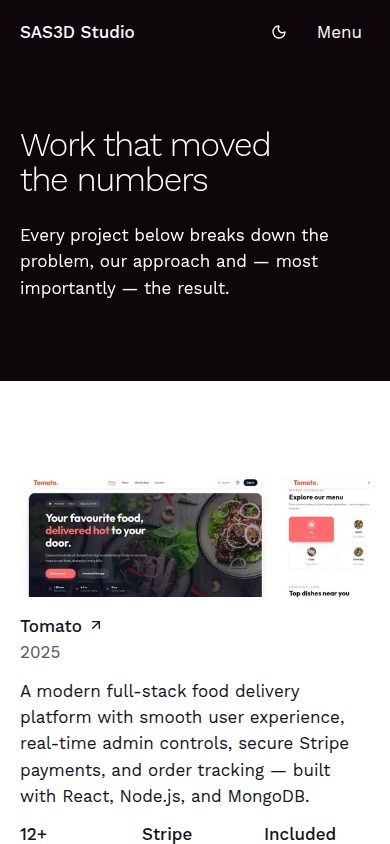 SAS3D Studio
Menu
Work that moved
the numbers
Every project below breaks down the
problem, our approach and — most
importantly — the result.
Tomato.
Tomato.
Explore our menu
Your favourite food,
delivered hot to your
door.
Top dishes near you
Tomato
2025
A modern full-stack food delivery
platform with smooth user experience,
real-time admin controls, secure Stripe
payments, and order tracking — built
with React, Node.js, and MongoDB.
12+ Stripe Included